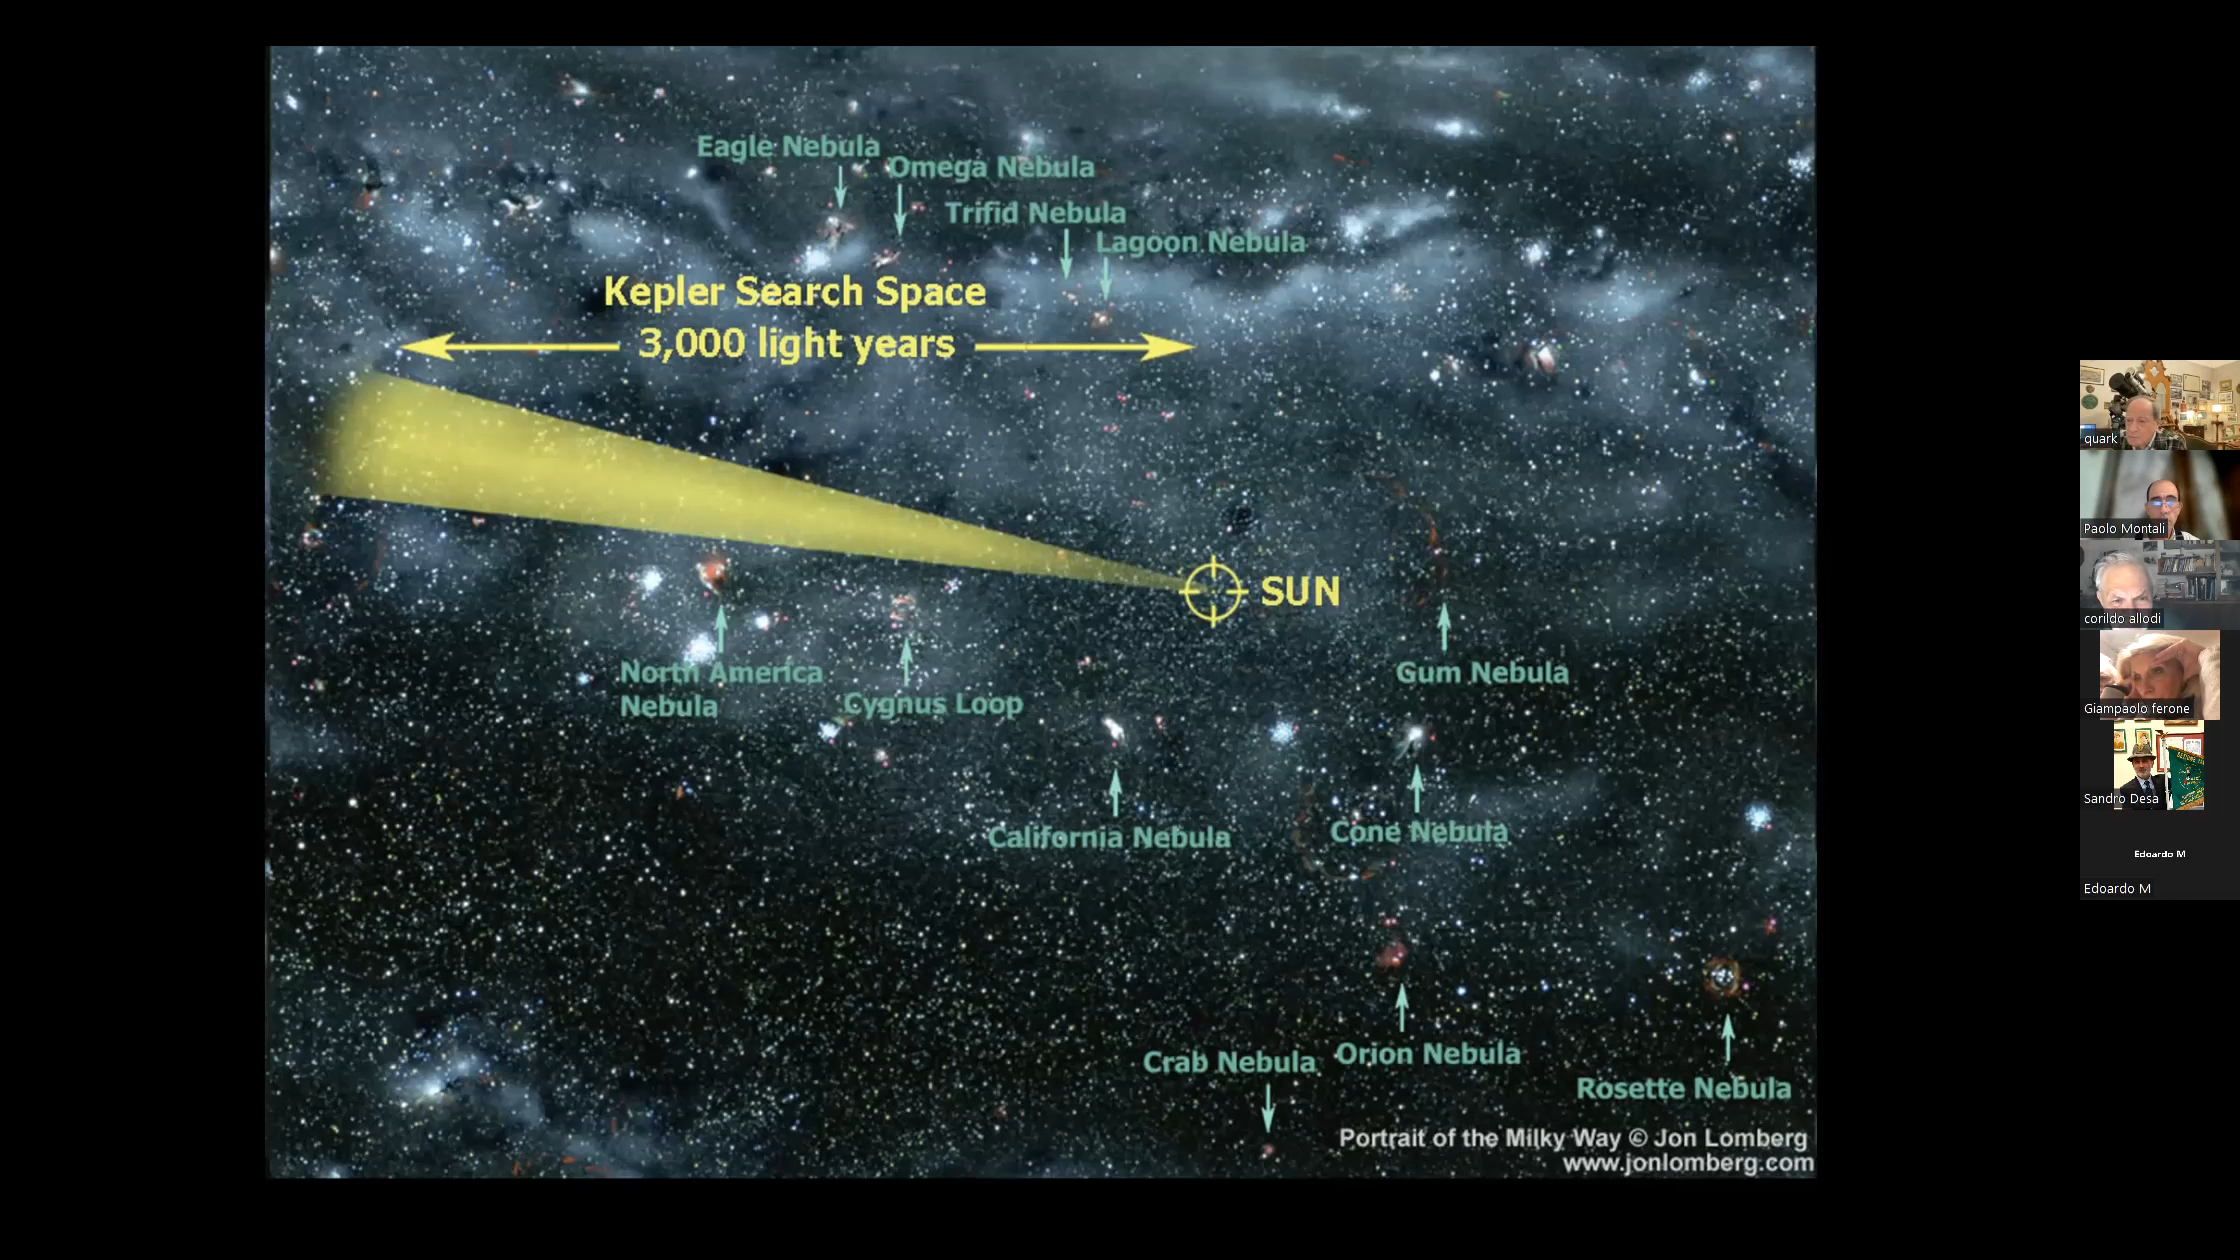 Eagle Nebula
Omega Nebula
Trifid Nebula
Lagoon Nebula
Kepler Search Space
3,000 light years
SUN
North America
Nebula
Cygnus Loop
Gum Nebula
California Nebula
Cone Nebula
Crab Nebula
Orion Nebula
Rosette Nebula
Portrait of the Milky Way © Jon Lomberg
www.jonlomberg.com
quark
Paolo Montali
corildo allodi
Giampaolo ferone
Sandro Desa
Edoardo M
Edoardo M